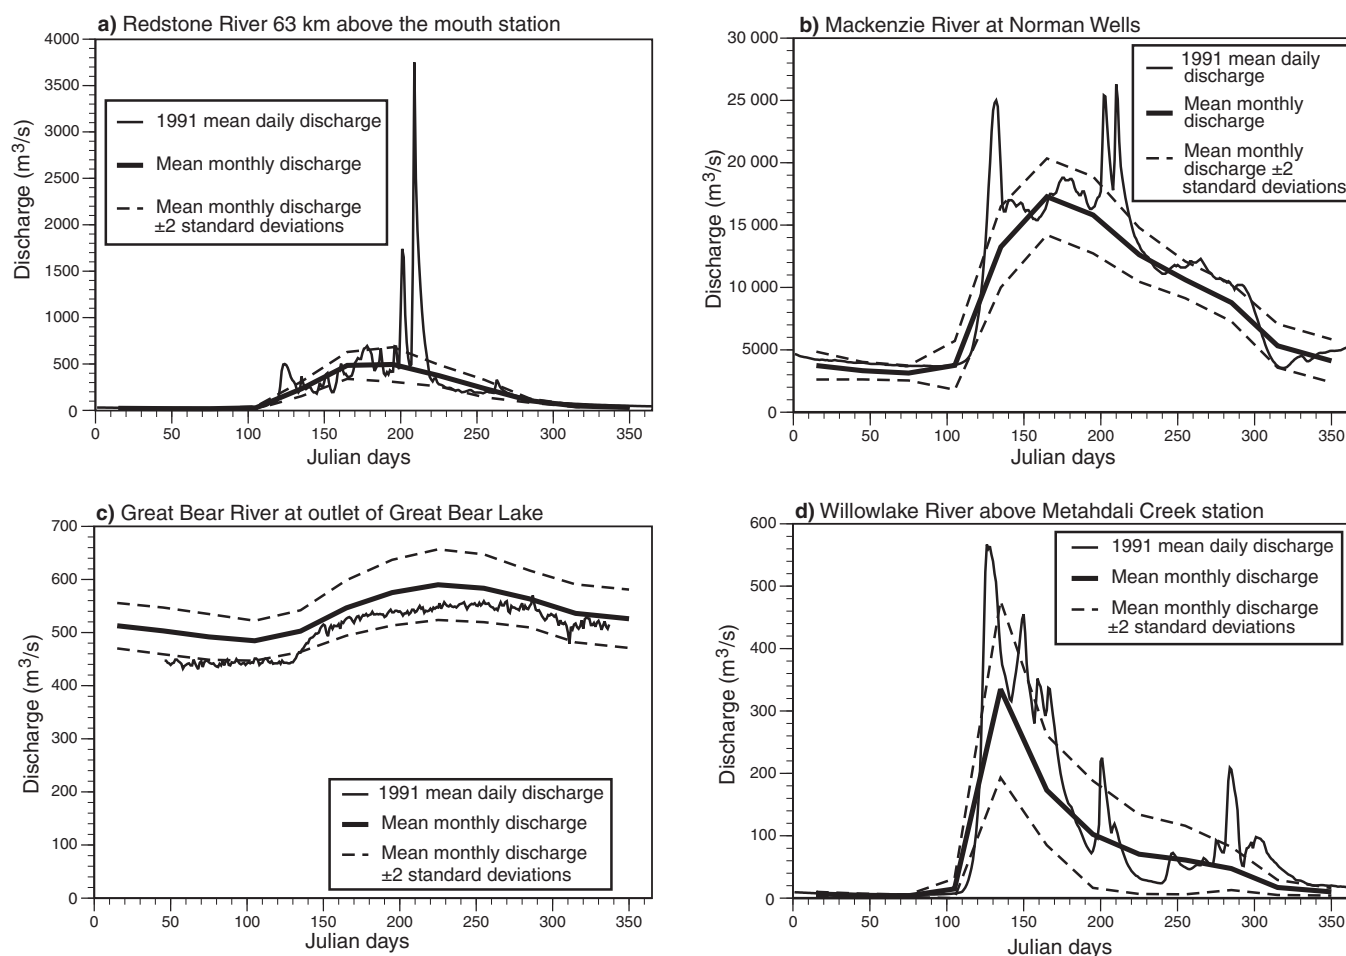 a) Redstone River 63 km above the mouth station
4000
3500
3000
2500
2000
1500
1000
500
0
Discharge (m³/s)
1991 mean daily discharge
Mean monthly discharge
Mean monthly discharge
±2 standard deviations
0 50 100 150 200 250 300 350
Julian days
b) Mackenzie River at Norman Wells
30 000
25 000
20 000
15 000
10 000
5000
0
Discharge (m³/s)
1991 mean daily
discharge
Mean monthly
discharge
Mean monthly
discharge ±2
standard deviations
0 50 100 150 200 250 300 350
Julian days
c) Great Bear River at outlet of Great Bear Lake
700
600
500
400
300
200
100
0
Discharge (m³/s)
1991 mean daily discharge
Mean monthly discharge
Mean monthly discharge
±2 standard deviations
0 50 100 150 200 250 300 350
Julian days
d) Willowlake River above Metahdali Creek station
600
500
400
300
200
100
0
Discharge (m³/s)
1991 mean daily discharge
Mean monthly discharge
Mean monthly discharge
±2 standard deviations
0 50 100 150 200 250 300 350
Julian days